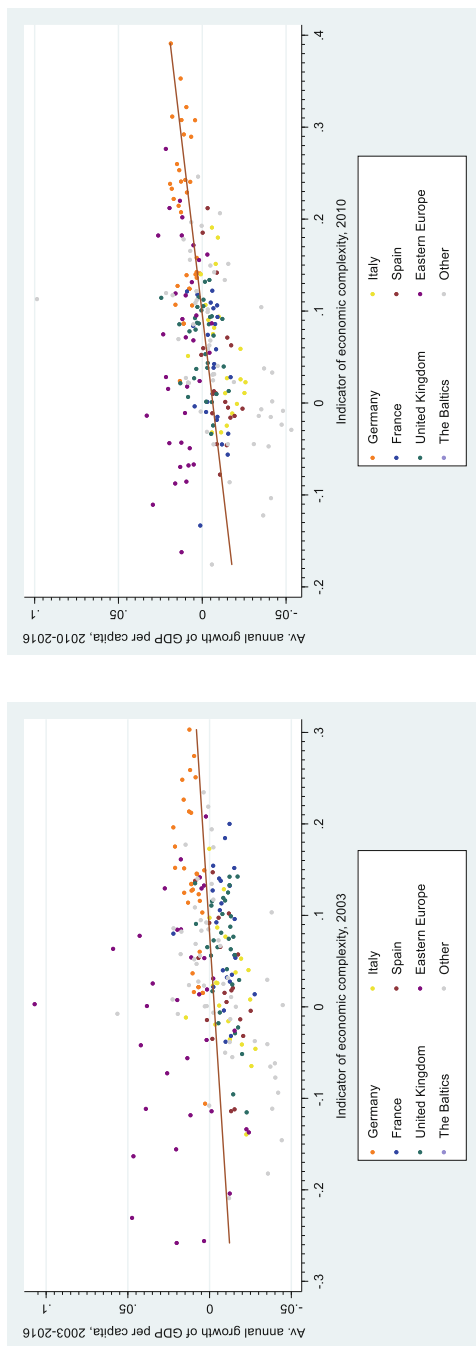 Av. annual growth of GDP per capita, 2003-2016
.1
.05
0
-.05
-.3 -.2 -.1 0 .1 .2 .3
Indicator of economic complexity, 2003
Germany Italy
France Spain
United Kingdom Eastern Europe
The Baltics Other
Av. annual growth of GDP per capita, 2010-2016
.1
.05
0
-.05
-.2 -.1 0 .1 .2 .3 .4
Indicator of economic complexity, 2010
Germany Italy
France Spain
United Kingdom Eastern Europe
The Baltics Other